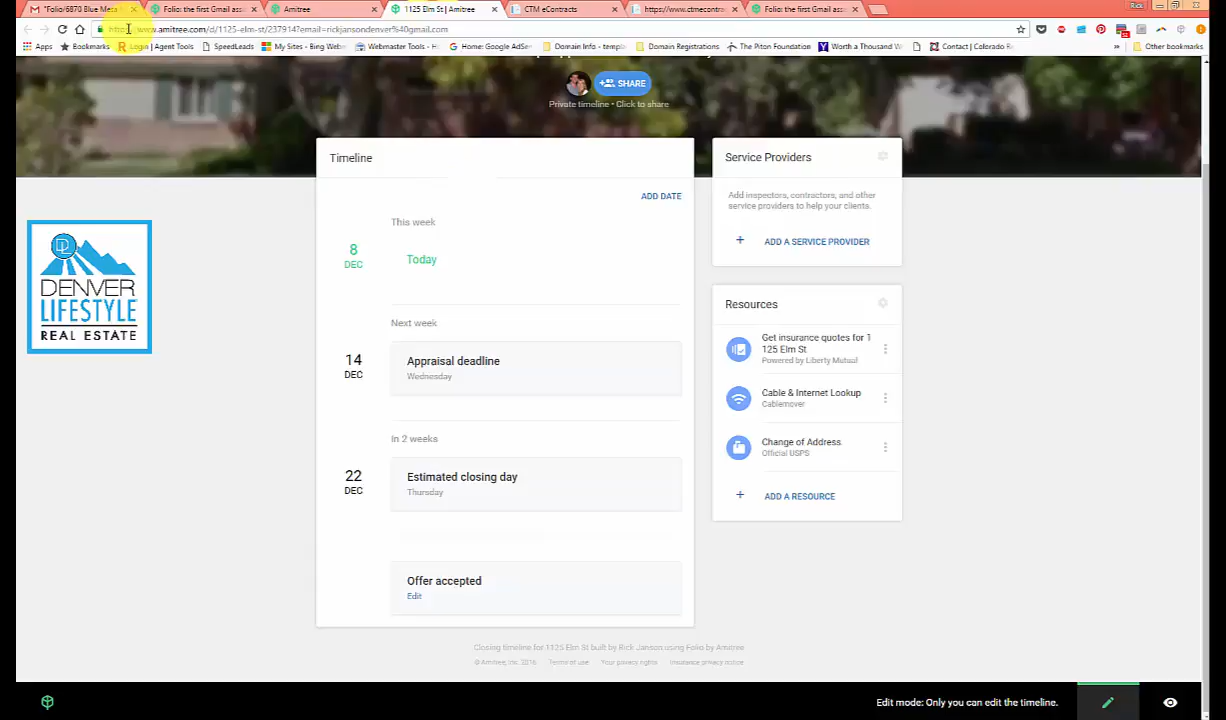 "Folio/6870 Blue Mesa
Folio: the first Gmail ass
Amitree
1125 Elm St | Amitree
CTM eContracts
https://www.ctmecontrac
Folio: the first Gmail assi
Rick
www.amitree.com/d/1125-elm-st/237914?email=rickjansondenver%40gmail.com
Apps
Bookmarks
Login | Agent Tools
SpeedLeads
My Sites - Bing Web
Webmaster Tools - H
Home: Google AdSen
Domain Info - templ
Domain Registrations
The Piton Foundation
Worth a Thousand W
Contact | Colorado R
»
Other bookmarks
SHARE
Private timeline • Click to share
Timeline
ADD DATE
This week
8
DEC
Today
Next week
14
DEC
Appraisal deadline
Wednesday
In 2 weeks
22
DEC
Estimated closing day
Thursday
Offer accepted
Edit
Service Providers
Add inspectors, contractors, and other
service providers to help your clients.
+ ADD A SERVICE PROVIDER
Resources
Get insurance quotes for 1
125 Elm St
Powered by Liberty Mutual
Cable & Internet Lookup
Cablemover
Change of Address
Official USPS
+ ADD A RESOURCE
DL
DENVER
LIFESTYLE
REAL ESTATE
Closing timeline for 1125 Elm St built by Rick Janson using Folio by Amitree
© Amitree, Inc. 2016 Terms of use Your privacy rights Insurance privacy notice
Edit mode: Only you can edit the timeline.